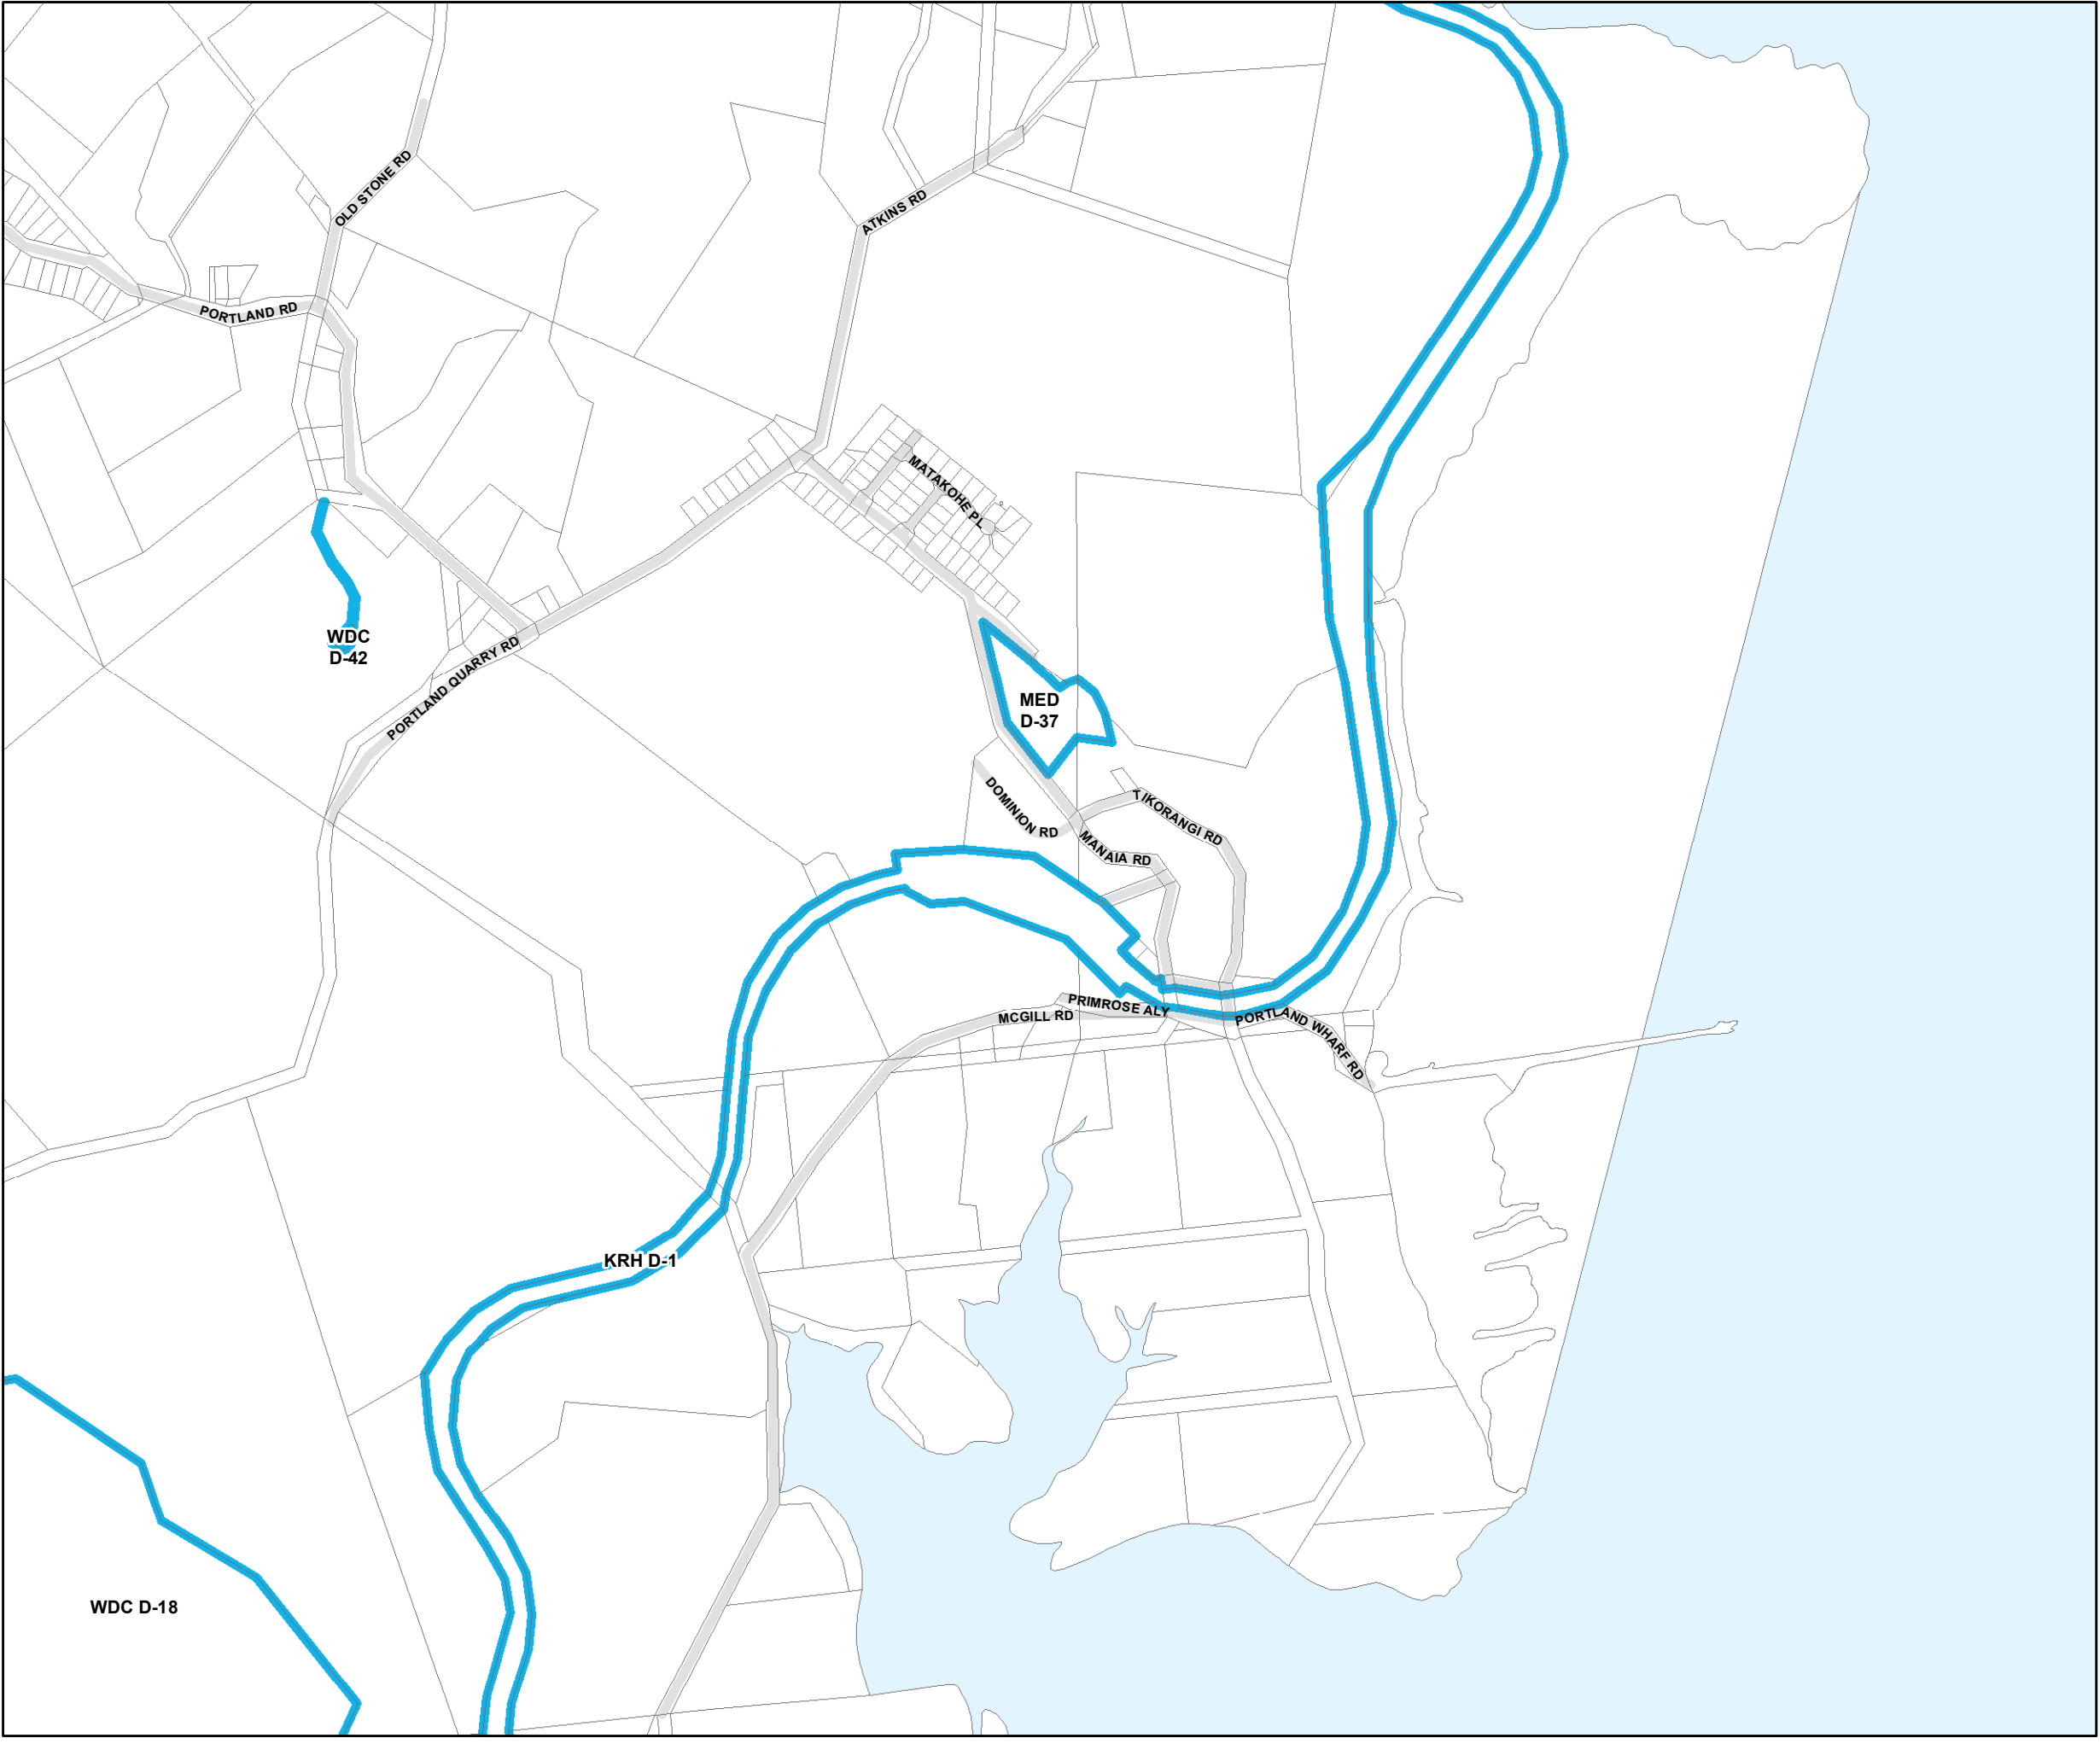 OLD STONE RD
ATKINS RD
PORTLAND RD
MATAKOHE PL
WDC
D-42
PORTLAND QUARRY RD
MED
D-37
DOMINION RD
TIKORANGI RD
MANAIA RD
PRIMROSE ALY
MCGILL RD
PORTLAND WHARF RD
KRH D-1
WDC D-18